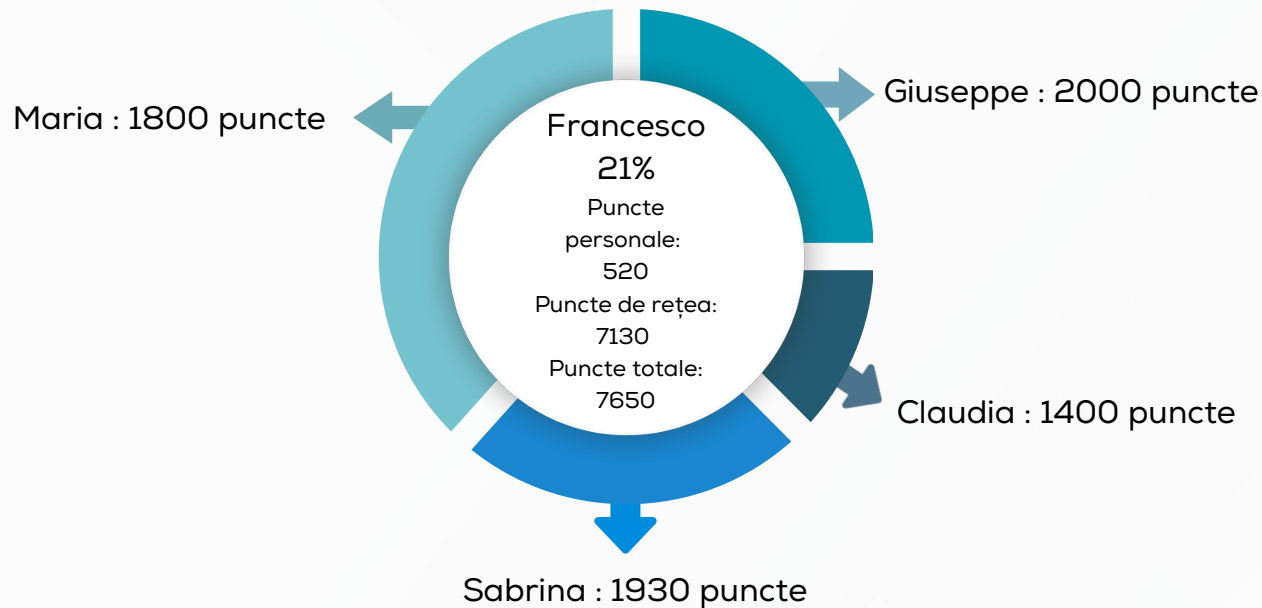 Maria : 1800 puncte
Giuseppe : 2000 puncte
Francesco
21%
Puncte
personale:
520
Puncte de rețea:
7130
Puncte totale:
7650
Claudia : 1400 puncte
Sabrina : 1930 puncte